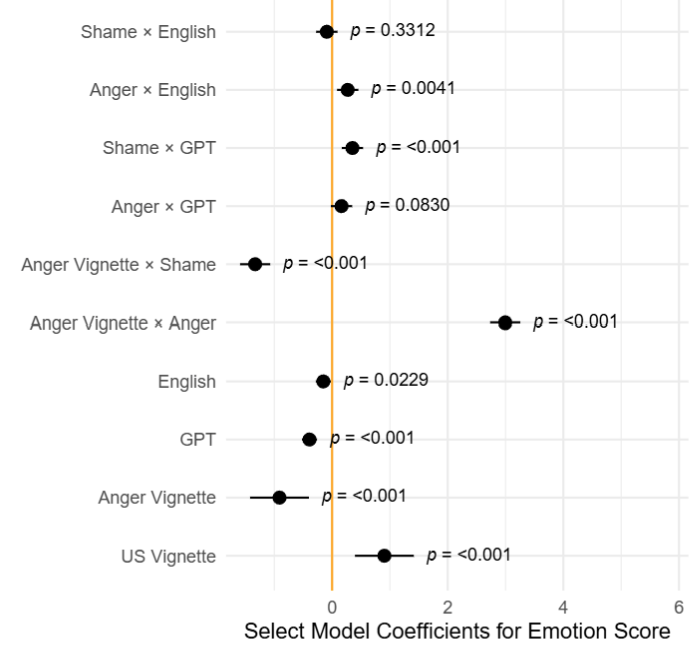 Shame × English p = 0.3312
Anger × English p = 0.0041
Shame × GPT p = <0.001
Anger × GPT p = 0.0830
Anger Vignette × Shame p = <0.001
Anger Vignette × Anger p = <0.001
English p = 0.0229
GPT p = <0.001
Anger Vignette p = <0.001
US Vignette p = <0.001
0 2 4 6
Select Model Coefficients for Emotion Score